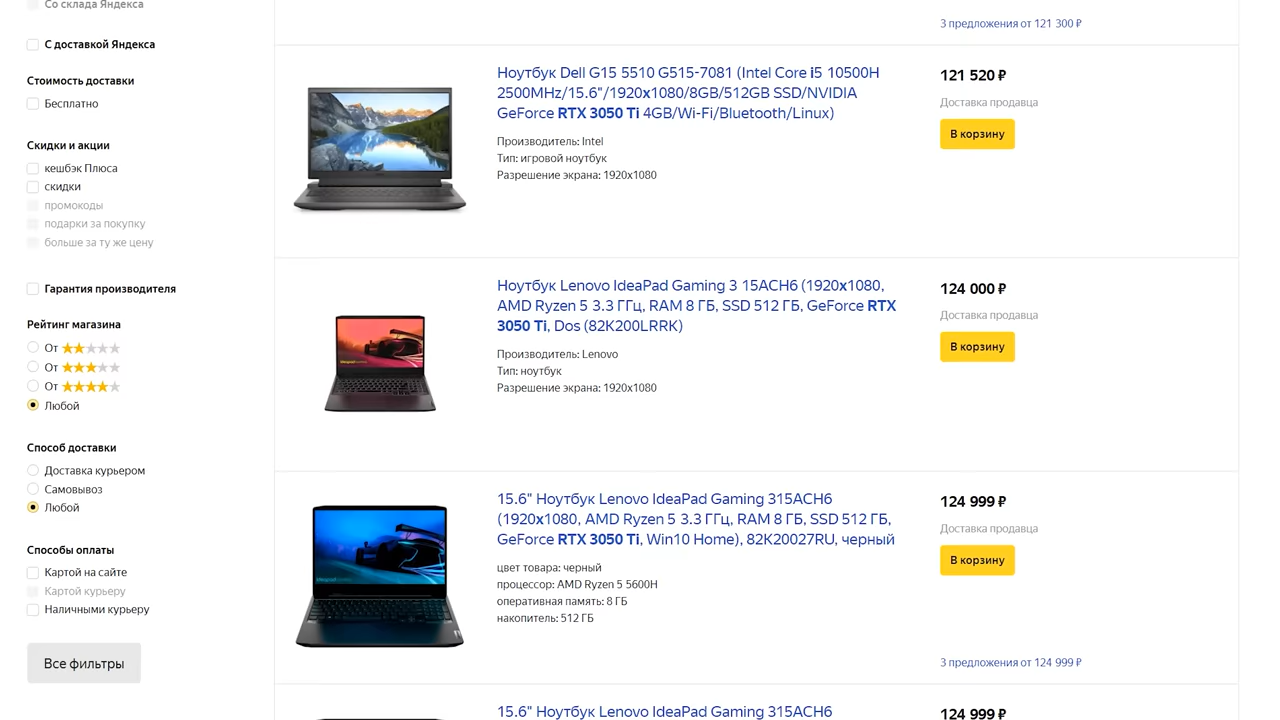 Со склада Яндекса
С доставкой Яндекса
Стоимость доставки
Бесплатно
Скидки и акции
кешбэк Плюса
скидки
промокоды
подарки за покупку
больше за ту же цену
Гарантия производителя
Рейтинг магазина
От
От
От
Любой
Способ доставки
Доставка курьером
Самовывоз
Любой
Способы оплаты
Картой на сайте
Картой курьеру
Наличными курьеру
Все фильтры
3 предложения от 121 300 ₽
Ноутбук Dell G15 5510 G515-7081 (Intel Core i5 10500H
2500MHz/15.6"/1920x1080/8GB/512GB SSD/NVIDIA
GeForce RTX 3050 Ti 4GB/Wi-Fi/Bluetooth/Linux)
Производитель: Intel
Тип: игровой ноутбук
Разрешение экрана: 1920x1080
121 520 ₽
Доставка продавца
В корзину
Ноутбук Lenovo IdeaPad Gaming 3 15ACH6 (1920x1080,
AMD Ryzen 5 3.3 ГГц, RAM 8 ГБ, SSD 512 ГБ, GeForce RTX
3050 Ti, Dos (82K200LRRK)
Производитель: Lenovo
Тип: ноутбук
Разрешение экрана: 1920x1080
124 000 ₽
Доставка продавца
В корзину
15.6" Ноутбук Lenovo IdeaPad Gaming 315ACH6
(1920x1080, AMD Ryzen 5 3.3 ГГц, RAM 8 ГБ, SSD 512 ГБ,
GeForce RTX 3050 Ti, Win10 Home), 82K20027RU, черный
цвет товара: черный
процессор: AMD Ryzen 5 5600H
оперативная память: 8 ГБ
накопитель: 512 ГБ
124 999 ₽
Доставка продавца
В корзину
3 предложения от 124 999 ₽
15.6" Ноутбук Lenovo IdeaPad Gaming 315ACH6
124 999 ₽